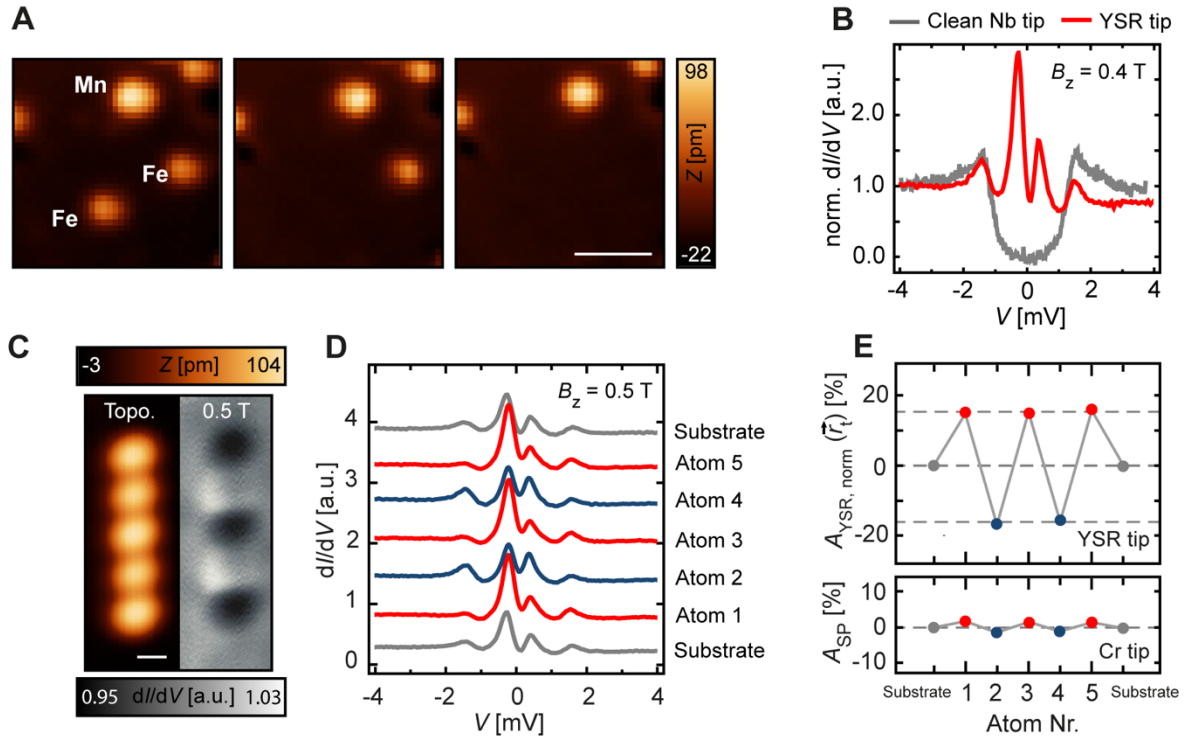 A
Mn
Fe
Fe
98
Z [pm]
-22
B
Clean Nb tip YSR tip
B_z = 0.4 T
norm. dI/dV [a.u.]
2.0
1.0
0.0
-4 -2 0 2 4
V [mV]
C
-3 Z [pm] 104
Topo. 0.5 T
0.95 dI/dV [a.u.] 1.03
D
B_z = 0.5 T
dI/dV [a.u.]
4
3
2
1
0
Substrate
Atom 5
Atom 4
Atom 3
Atom 2
Atom 1
Substrate
-4 -2 0 2 4
V [mV]
E
A_YSR, norm (r⃗_t) [%]
20
0
-20
YSR tip
A_SP [%]
10
0
-10
Cr tip
Substrate 1 2 3 4 5 Substrate
Atom Nr.